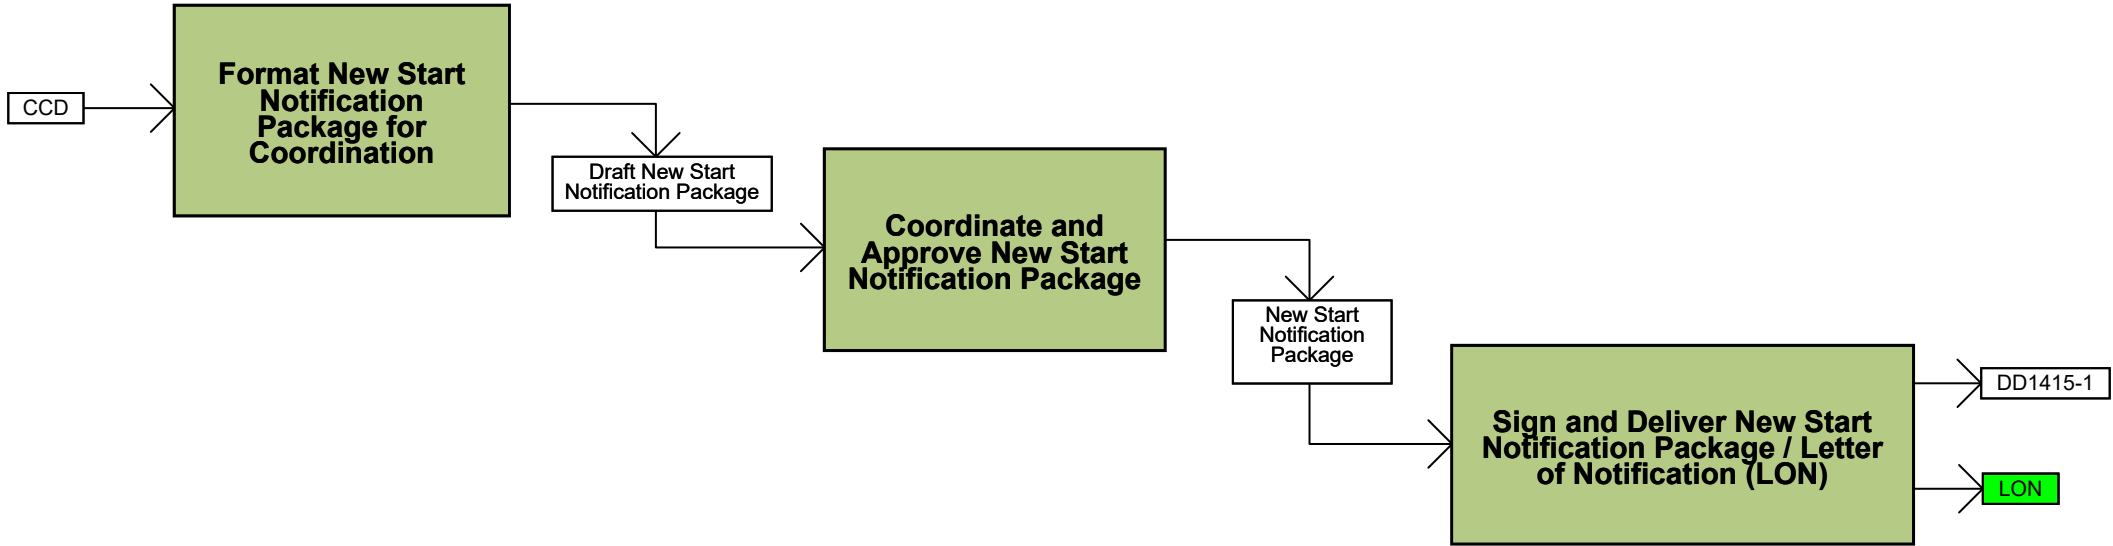 CCD
Format New Start
Notification
Package for
Coordination
Draft New Start
Notification Package
Coordinate and
Approve New Start
Notification Package
New Start
Notification
Package
Sign and Deliver New Start
Notification Package / Letter
of Notification (LON)
DD1415-1
LON